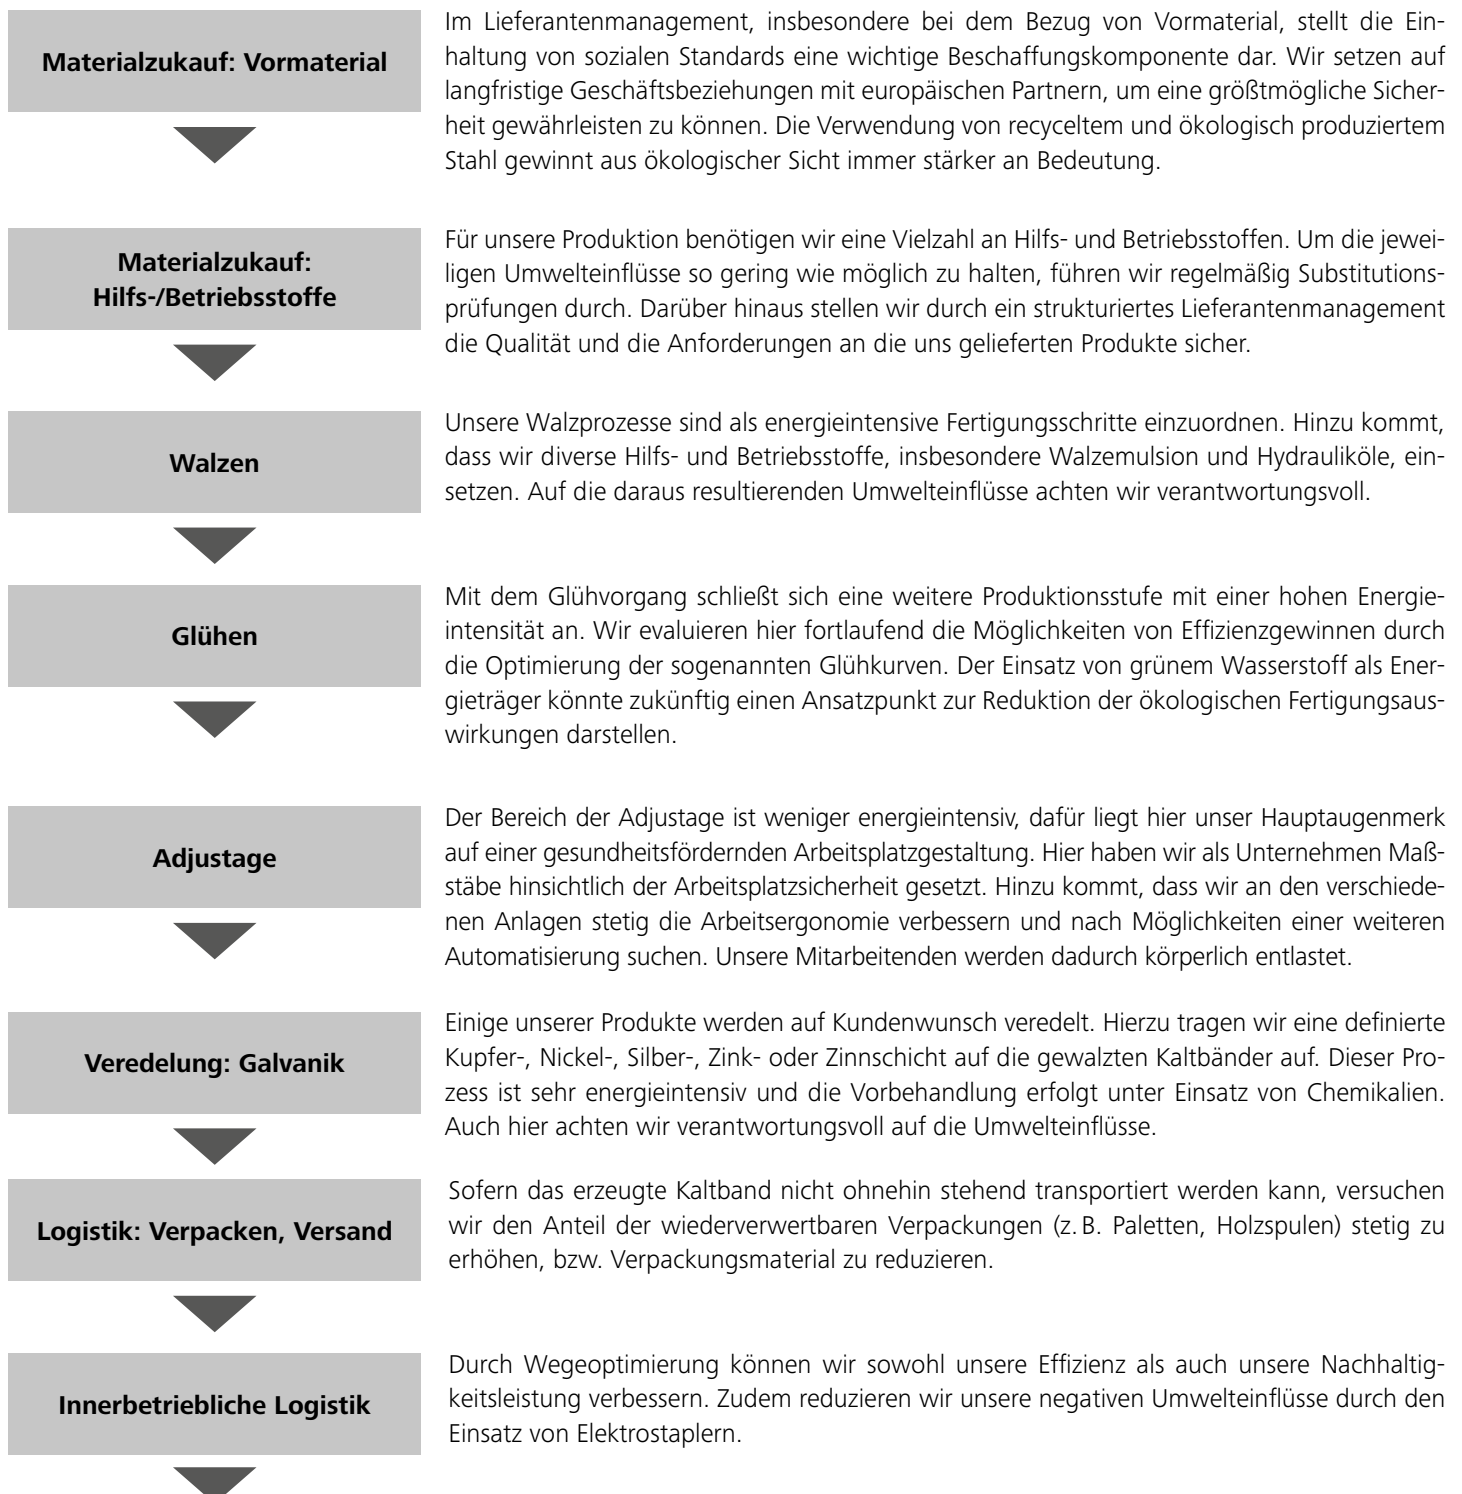 Materialzukauf: Vormaterial
Im Lieferantenmanagement, insbesondere bei dem Bezug von Vormaterial, stellt die Ein-
haltung von sozialen Standards eine wichtige Beschaffungskomponente dar. Wir setzen auf
langfristige Geschäftsbeziehungen mit europäischen Partnern, um eine größtmögliche Sicher-
heit gewährleisten zu können. Die Verwendung von recyceltem und ökologisch produziertem
Stahl gewinnt aus ökologischer Sicht immer stärker an Bedeutung.
Materialzukauf:
Hilfs-/Betriebsstoffe
Für unsere Produktion benötigen wir eine Vielzahl an Hilfs- und Betriebsstoffen. Um die jewei-
ligen Umwelteinflüsse so gering wie möglich zu halten, führen wir regelmäßig Substitutions-
prüfungen durch. Darüber hinaus stellen wir durch ein strukturiertes Lieferantenmanagement
die Qualität und die Anforderungen an die uns gelieferten Produkte sicher.
Walzen
Unsere Walzprozesse sind als energieintensive Fertigungsschritte einzuordnen. Hinzu kommt,
dass wir diverse Hilfs- und Betriebsstoffe, insbesondere Walzemulsion und Hydrauliköle, ein-
setzen. Auf die daraus resultierenden Umwelteinflüsse achten wir verantwortungsvoll.
Glühen
Mit dem Glühvorgang schließt sich eine weitere Produktionsstufe mit einer hohen Energie-
intensität an. Wir evaluieren hier fortlaufend die Möglichkeiten von Effizienzgewinnen durch
die Optimierung der sogenannten Glühkurven. Der Einsatz von grünem Wasserstoff als Ener-
gieträger könnte zukünftig einen Ansatzpunkt zur Reduktion der ökologischen Fertigungsaus-
wirkungen darstellen.
Adjustage
Der Bereich der Adjustage ist weniger energieintensiv, dafür liegt hier unser Hauptaugenmerk
auf einer gesundheitsfördernden Arbeitsplatzgestaltung. Hier haben wir als Unternehmen Maß-
stäbe hinsichtlich der Arbeitsplatzsicherheit gesetzt. Hinzu kommt, dass wir an den verschiede-
nen Anlagen stetig die Arbeitsergonomie verbessern und nach Möglichkeiten einer weiteren
Automatisierung suchen. Unsere Mitarbeitenden werden dadurch körperlich entlastet.
Veredelung: Galvanik
Einige unserer Produkte werden auf Kundenwunsch veredelt. Hierzu tragen wir eine definierte
Kupfer-, Nickel-, Silber-, Zink- oder Zinnschicht auf die gewalzten Kaltbänder auf. Dieser Pro-
zess ist sehr energieintensiv und die Vorbehandlung erfolgt unter Einsatz von Chemikalien.
Auch hier achten wir verantwortungsvoll auf die Umwelteinflüsse.
Logistik: Verpacken, Versand
Sofern das erzeugte Kaltband nicht ohnehin stehend transportiert werden kann, versuchen
wir den Anteil der wiederverwertbaren Verpackungen (z. B. Paletten, Holzspulen) stetig zu
erhöhen, bzw. Verpackungsmaterial zu reduzieren.
Innerbetriebliche Logistik
Durch Wegeoptimierung können wir sowohl unsere Effizienz als auch unsere Nachhaltig-
keitsleistung verbessern. Zudem reduzieren wir unsere negativen Umwelteinflüsse durch den
Einsatz von Elektrostaplern.